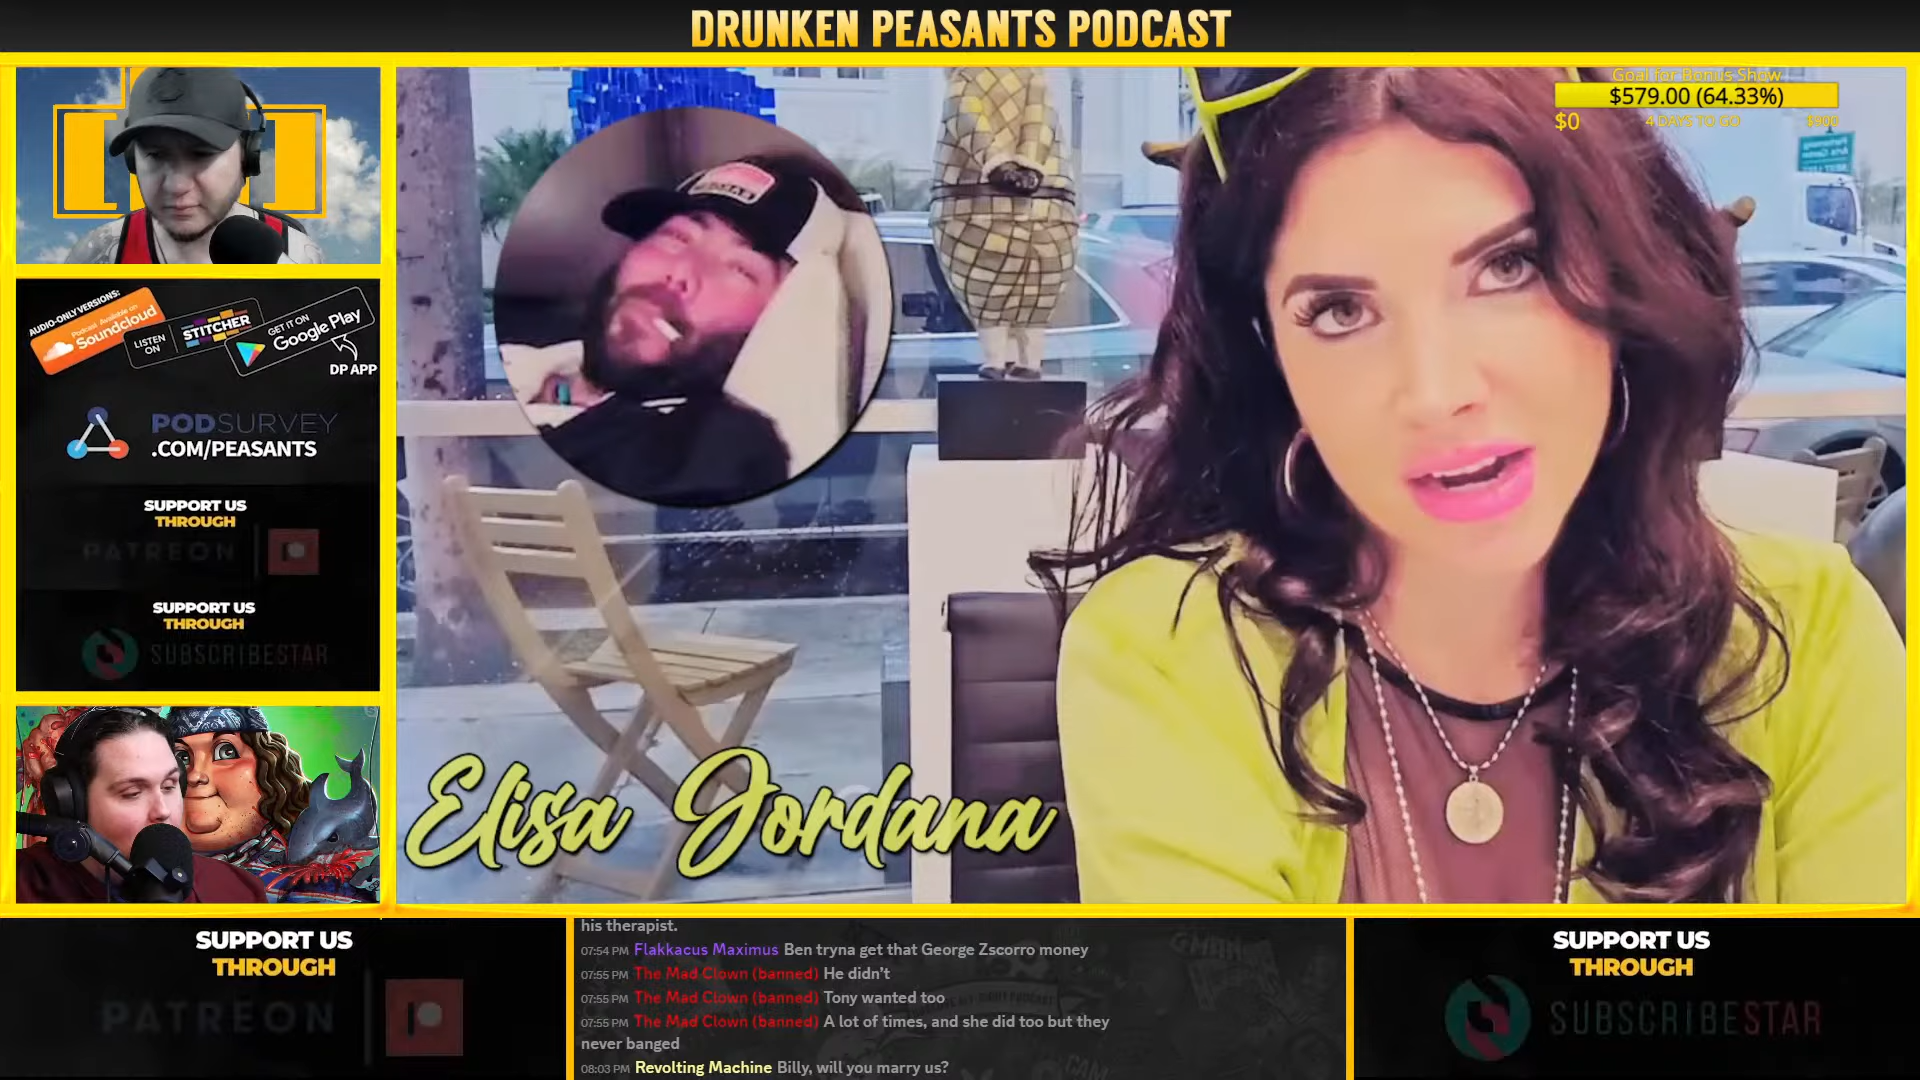 DRUNKEN PEASANTS PODCAST
Goal for Bonus Show
$579.00 (64.33%)
$0
4 DAYS TO GO
$900
AUDIO-ONLY VERSIONS:
Podcast Available on
Soundcloud
LISTEN ON
STITCHER
GET IT ON
Google Play
DP APP
PODSURVEY
.COM/PEASANTS
SUPPORT US
THROUGH
PATREON
SUPPORT US
THROUGH
SUBSCRIBESTAR
Elisa Jordana
SUPPORT US
THROUGH
PATREON
his therapist.
07:54 PM Flakkacus Maximus Ben tryna get that George Zscorro money
07:55 PM The Mad Clown (banned) He didn't
07:55 PM The Mad Clown (banned) Tony wanted too
07:55 PM The Mad Clown (banned) A lot of times, and she did too but they
never banged
08:03 PM Revolting Machine Billy, will you marry us?
SUPPORT US
THROUGH
SUBSCRIBESTAR